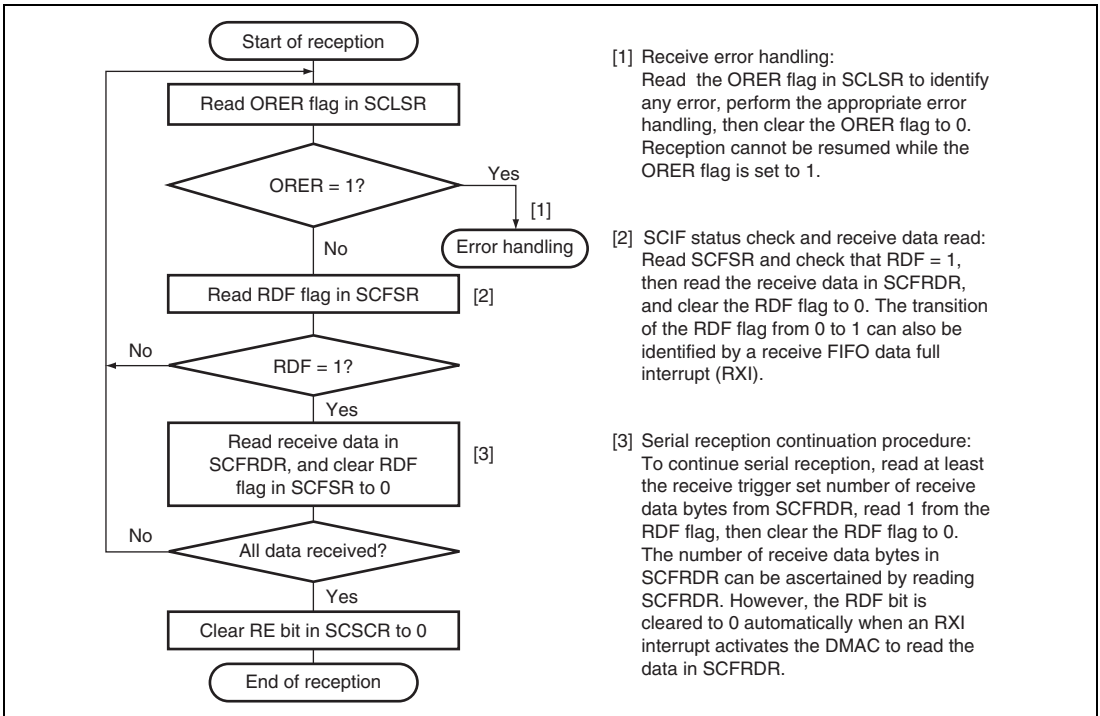 Start of reception
Read ORER flag in SCLSR
ORER = 1?
Yes
[1]
Error handling
No
Read RDF flag in SCFSR
[2]
No
RDF = 1?
Yes
Read receive data in
SCFRDR, and clear RDF
flag in SCFSR to 0
[3]
No
All data received?
Yes
Clear RE bit in SCSCR to 0
End of reception
[1] Receive error handling:
Read the ORER flag in SCLSR to identify
any error, perform the appropriate error
handling, then clear the ORER flag to 0.
Reception cannot be resumed while the
ORER flag is set to 1.
[2] SCIF status check and receive data read:
Read SCFSR and check that RDF = 1,
then read the receive data in SCFRDR,
and clear the RDF flag to 0. The transition
of the RDF flag from 0 to 1 can also be
identified by a receive FIFO data full
interrupt (RXI).
[3] Serial reception continuation procedure:
To continue serial reception, read at least
the receive trigger set number of receive
data bytes from SCFRDR, read 1 from the
RDF flag, then clear the RDF flag to 0.
The number of receive data bytes in
SCFRDR can be ascertained by reading
SCFRDR. However, the RDF bit is
cleared to 0 automatically when an RXI
interrupt activates the DMAC to read the
data in SCFRDR.